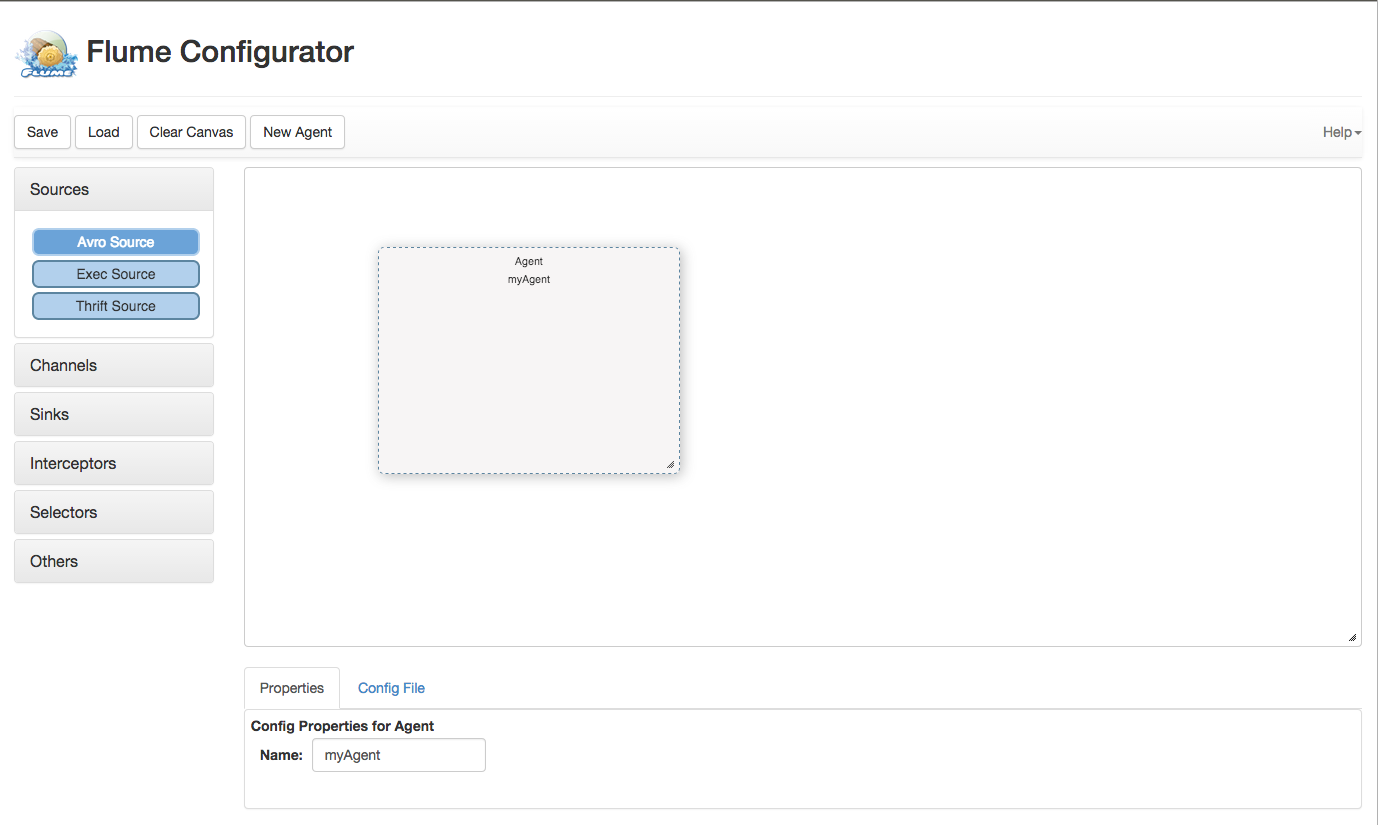 FLUME
Flume Configurator
Save Load Clear Canvas New Agent Help
Sources
Avro Source
Exec Source
Thrift Source
Channels
Sinks
Interceptors
Selectors
Others
Agent
myAgent
Properties Config File
Config Properties for Agent
Name: myAgent